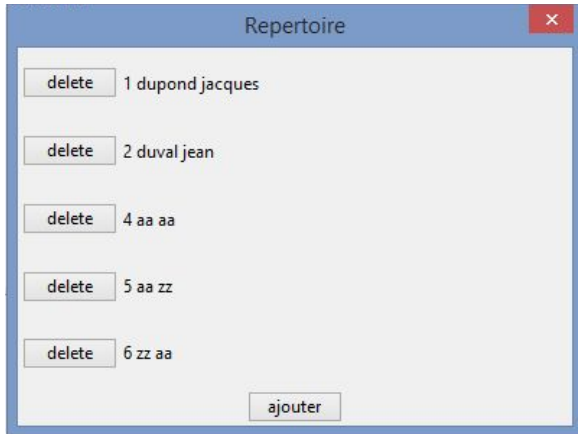 Repertoire
delete 1 dupond jacques
delete 2 duval jean
delete 4 aa aa
delete 5 aa zz
delete 6 zz aa
ajouter